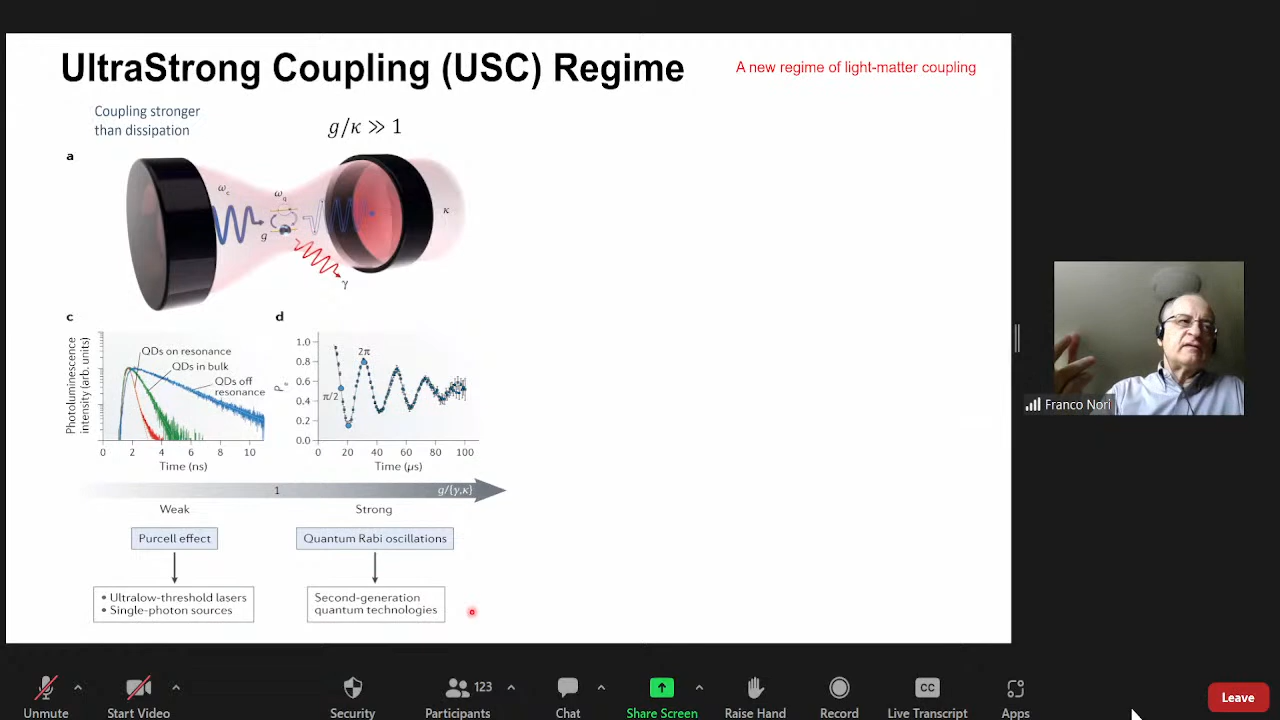 UltraStrong Coupling (USC) Regime
A new regime of light-matter coupling
Coupling stronger
than dissipation
g/κ ≫ 1
a
ω_c
ω_q
g
κ
γ
c
Photoluminescence
intensity (arb. units)
QDs on resonance
QDs in bulk
QDs off
resonance
0 2 4 6 8 10
Time (ns)
d
P_e
1.0
0.8
0.6
0.4
0.2
0.0
2π
π/2
0 20 40 60 80 100
Time (μs)
1
g/{γ,κ}
Weak
Strong
Purcell effect
Quantum Rabi oscillations
• Ultralow-threshold lasers
• Single-photon sources
Second-generation
quantum technologies
Franco Nori
Unmute
Start Video
Security
Participants
123
Chat
Share Screen
Raise Hand
Record
CC
Live Transcript
Apps
Leave